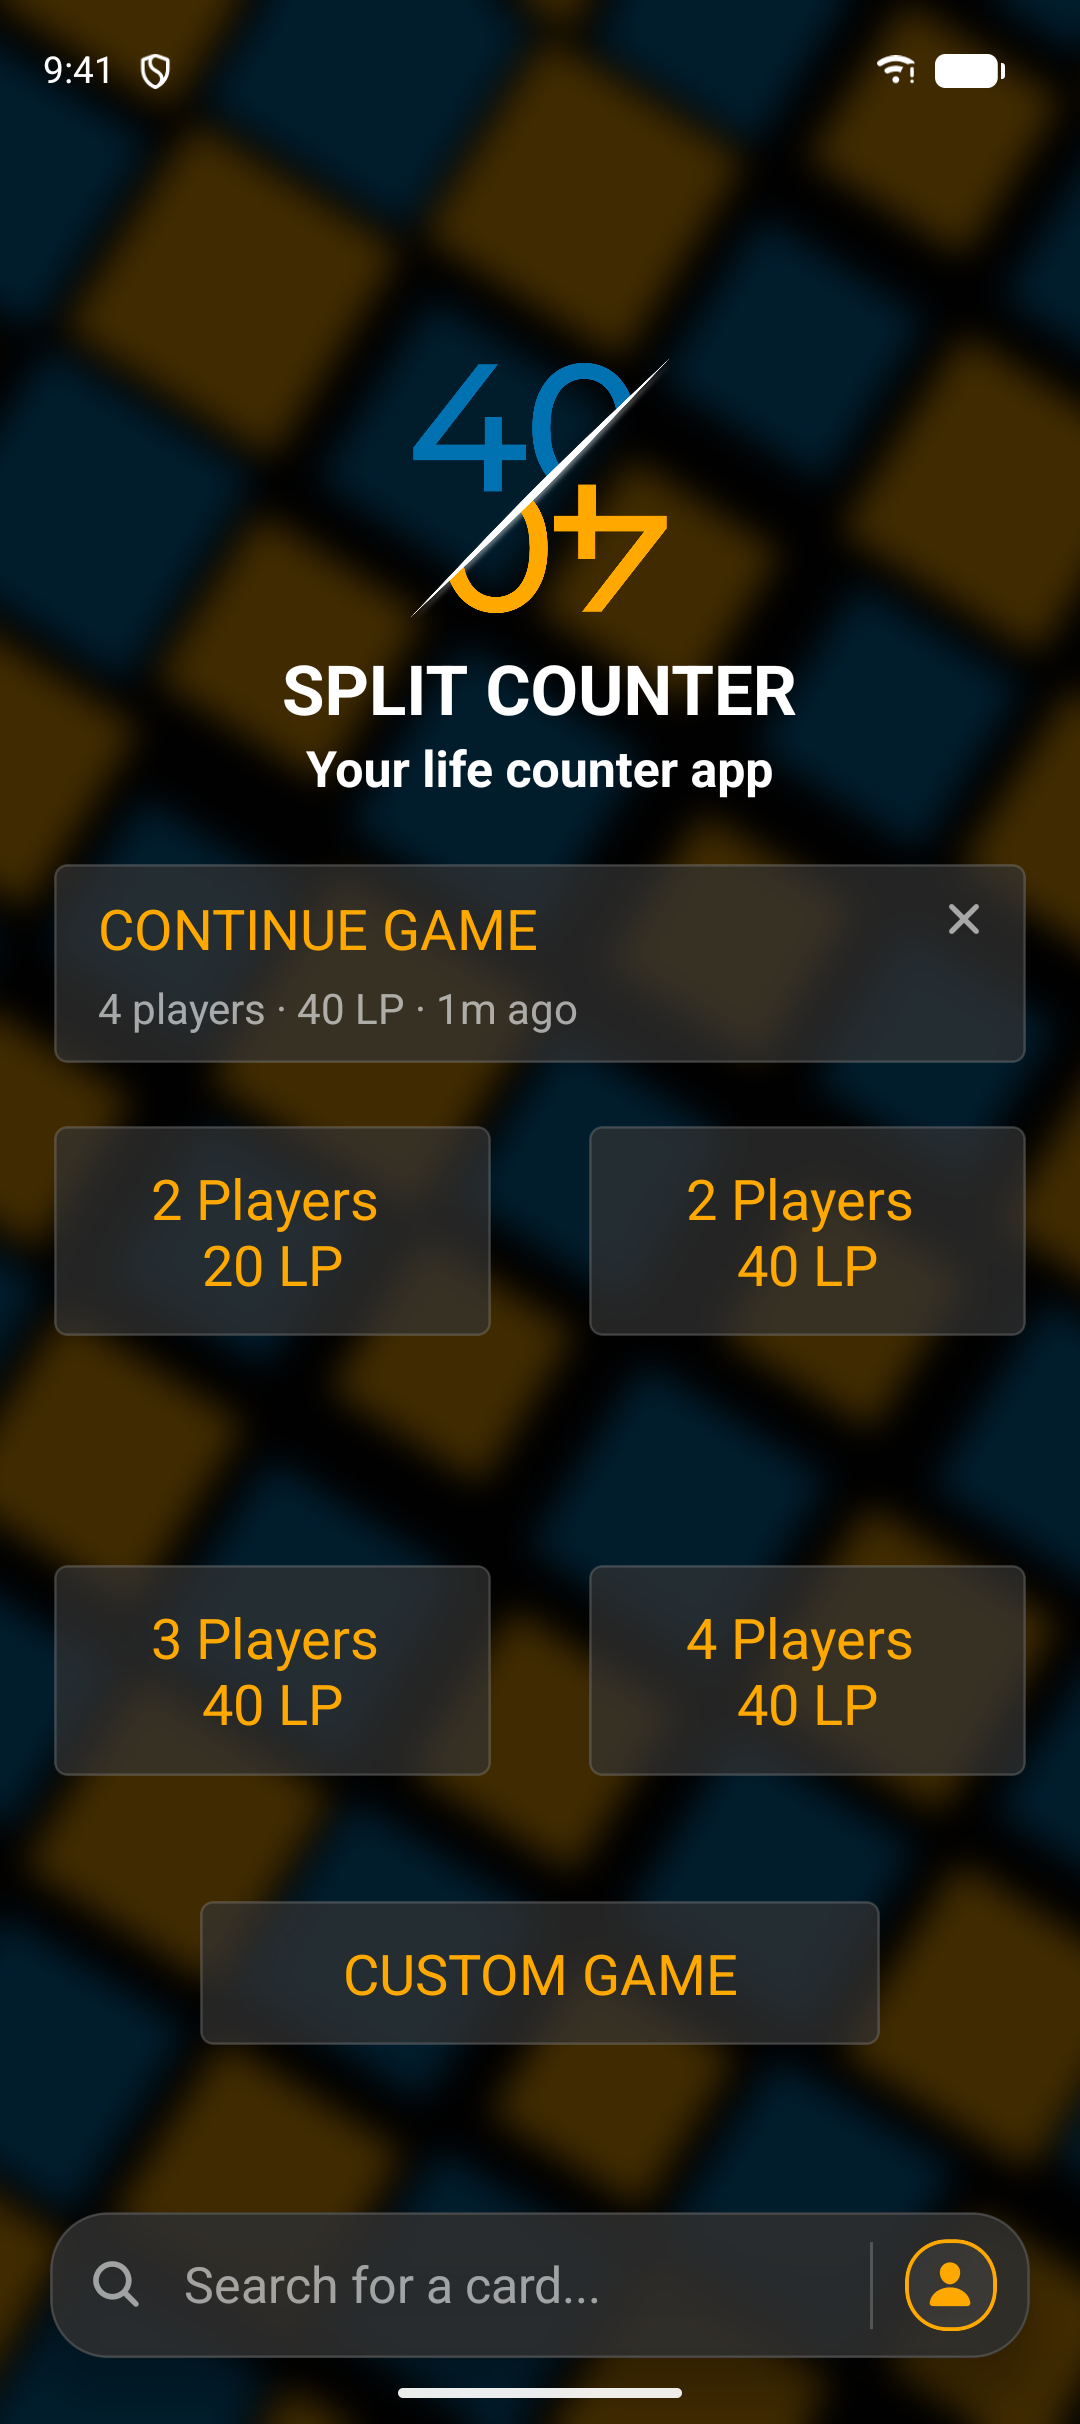 9:41
40
40
SPLIT COUNTER
Your life counter app
CONTINUE GAME
4 players · 40 LP · 1m ago
2 Players
20 LP
2 Players
40 LP
3 Players
40 LP
4 Players
40 LP
CUSTOM GAME
Search for a card...